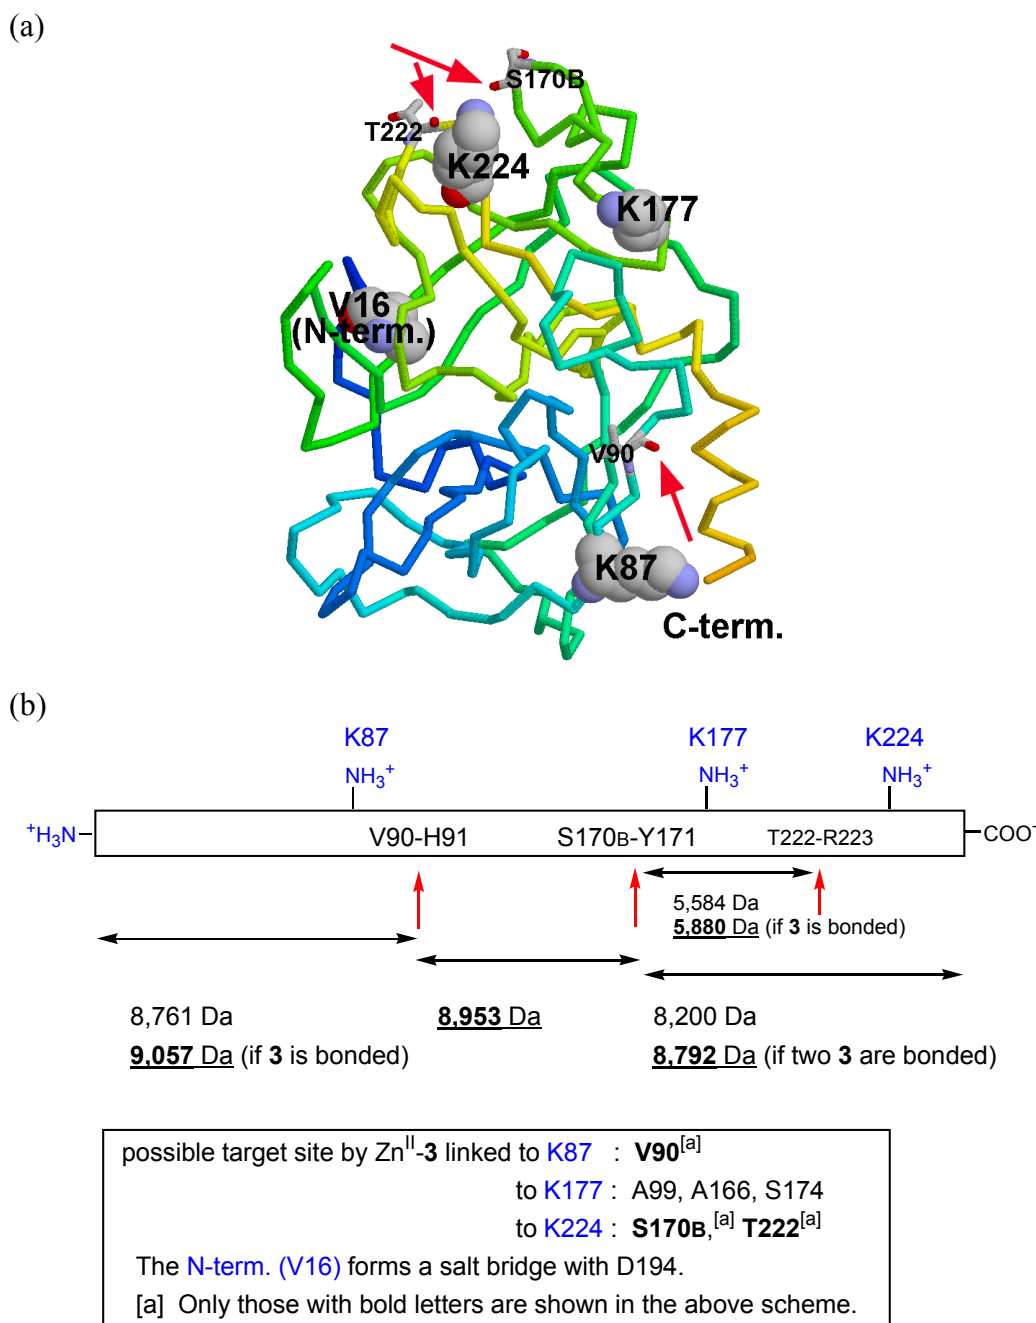 (a)
S170B
T222
K224
K177
V16
(N-term.)
V90
K87
C-term.
(b)
K87 K177 K224
NH3+ NH3+ NH3+
+H3N V90-H91 S170B-Y171 T222-R223 COO-
5,584 Da
5,880 Da (if 3 is bonded)
8,761 Da 8,953 Da 8,200 Da
9,057 Da (if 3 is bonded) 8,792 Da (if two 3 are bonded)
possible target site by ZnII-3 linked to K87 : V90[a]
to K177 : A99, A166, S174
to K224 : S170B,[a] T222[a]
The N-term. (V16) forms a salt bridge with D194.
[a] Only those with bold letters are shown in the above scheme.